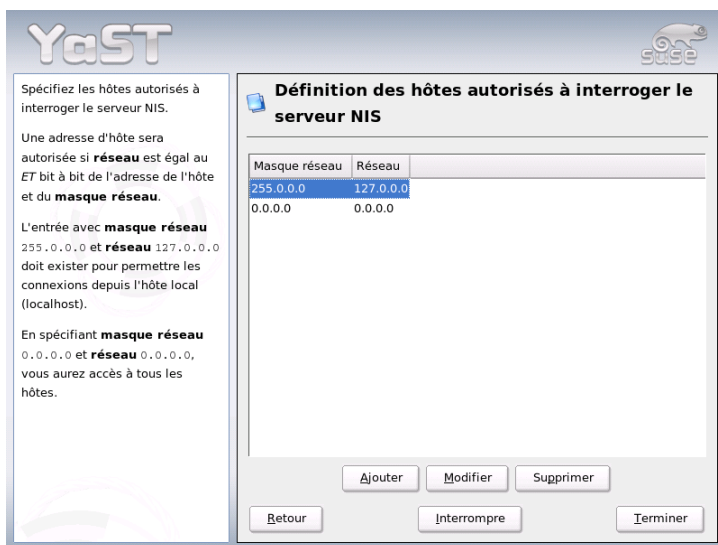 YaST
SUSE
Spécifiez les hôtes autorisés à
interroger le serveur NIS.
Une adresse d'hôte sera
autorisée si réseau est égal au
ET bit à bit de l'adresse de l'hôte
et du masque réseau.
L'entrée avec masque réseau
255.0.0.0 et réseau 127.0.0.0
doit exister pour permettre les
connexions depuis l'hôte local
(localhost).
En spécifiant masque réseau
0.0.0.0 et réseau 0.0.0.0,
vous aurez accès à tous les
hôtes.
Définition des hôtes autorisés à interroger le
serveur NIS
Masque réseau Réseau
255.0.0.0 127.0.0.0
0.0.0.0 0.0.0.0
Ajouter Modifier Supprimer
Retour Interrompre Terminer